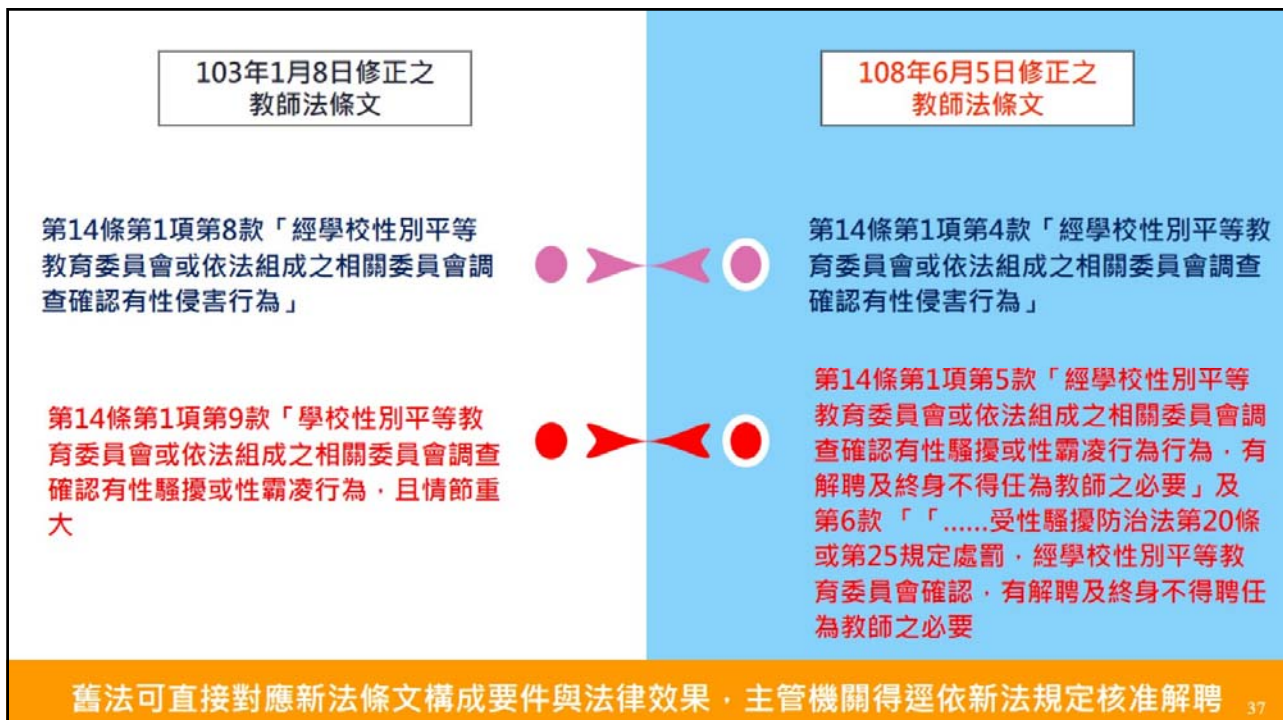 103年1月8日修正之
教師法條文
108年6月5日修正之
教師法條文
第14條第1項第8款「經學校性別平等
教育委員會或依法組成之相關委員會調
查確認有性侵害行為」
第14條第1項第4款「經學校性別平等教
育委員會或依法組成之相關委員會調查
確認有性侵害行為」
第14條第1項第9款「學校性別平等教
育委員會或依法組成之相關委員會調查
確認有性騷擾或性霸凌行為，且情節重
大
第14條第1項第5款「經學校性別平等
教育委員會或依法組成之相關委員會調
查確認有性騷擾或性霸凌行為行為，有
解聘及終身不得任為教師之必要」及
第6款「「......受性騷擾防治法第20條
或第25規定處罰，經學校性別平等教
育委員會確認，有解聘及終身不得聘任
為教師之必要
舊法可直接對應新法條文構成要件與法律效果，主管機關得逕依新法規定核准解聘
37